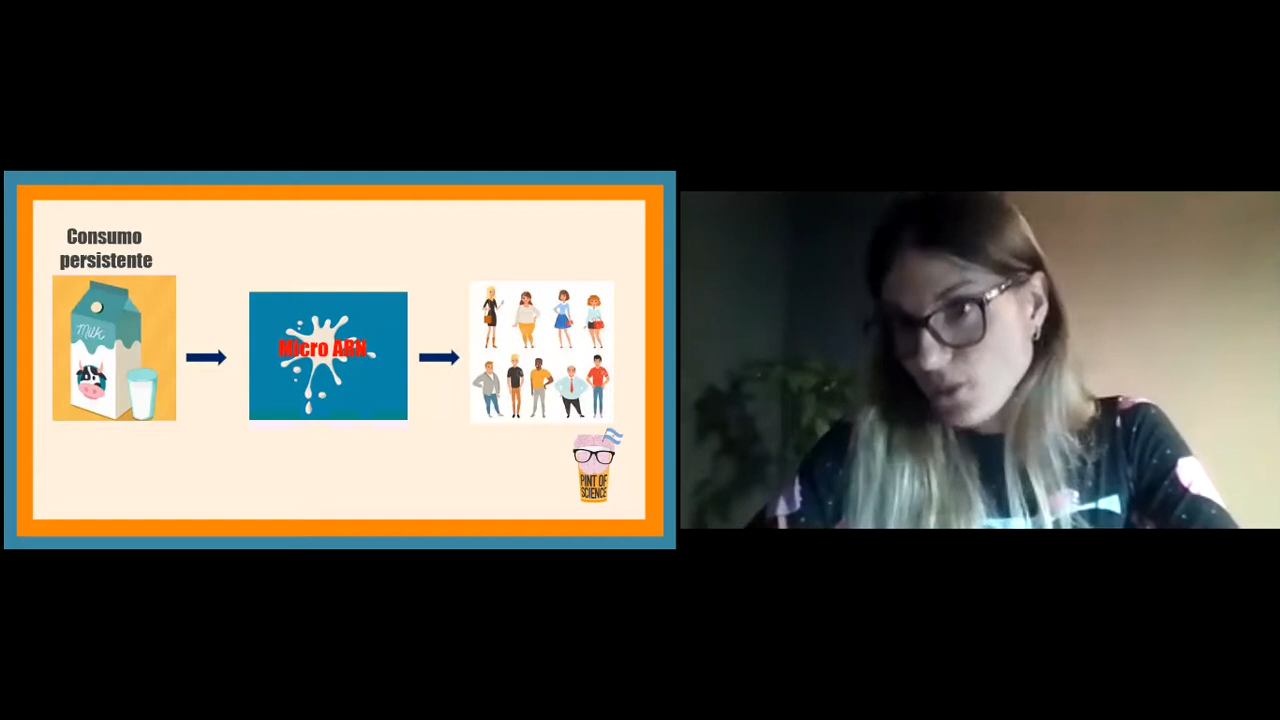 Consumo
persistente
Milk
Micro ARN
PINT OF
SCIENCE